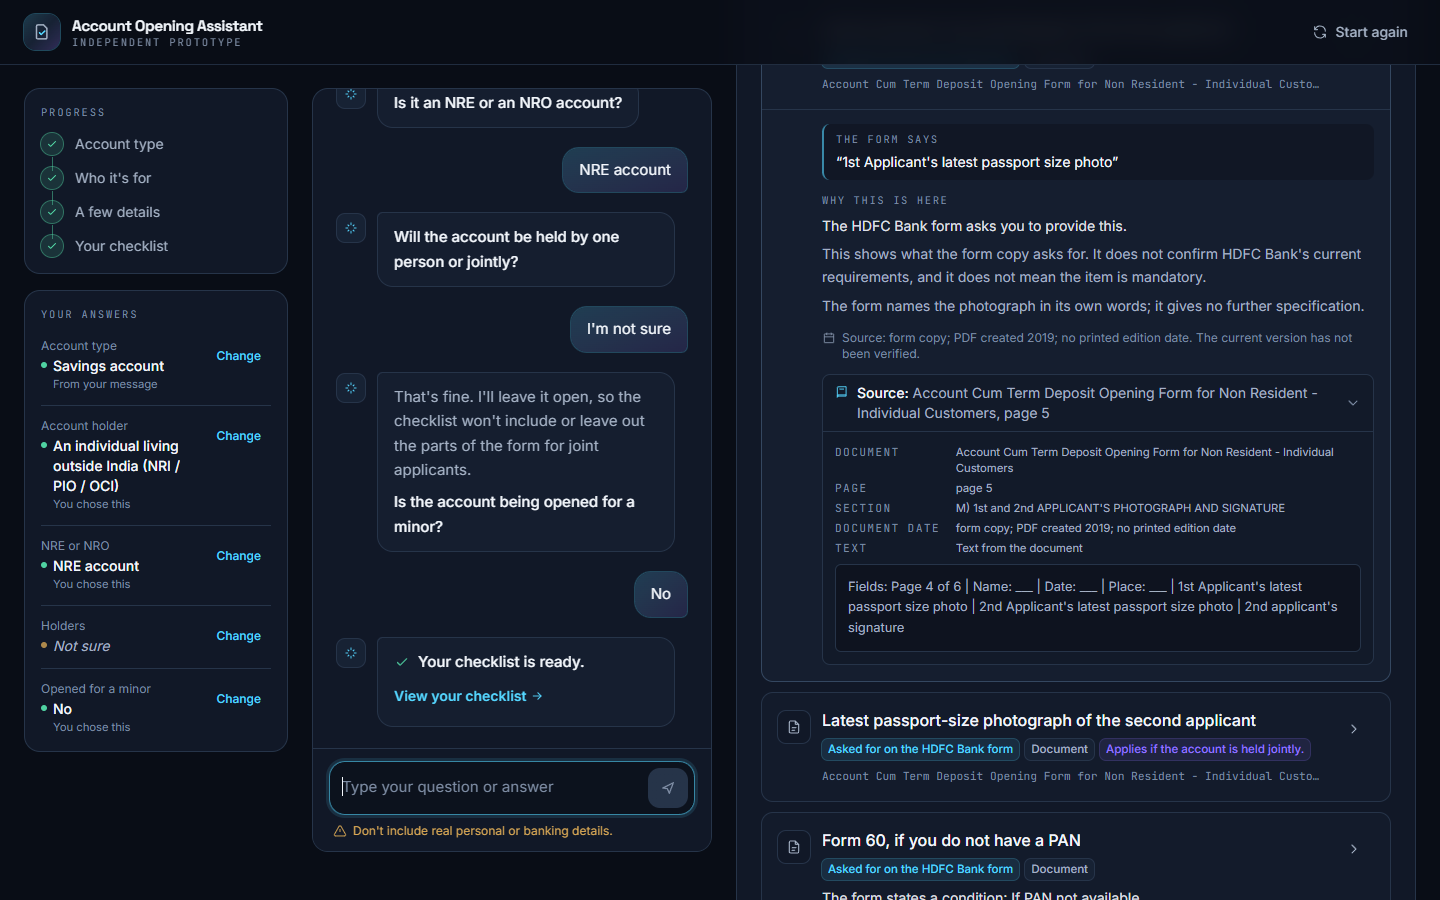 Account Opening Assistant
INDEPENDENT PROTOTYPE
Start again
PROGRESS
Account type
Who it's for
A few details
Your checklist
YOUR ANSWERS
Account type
Savings account
From your message
Change
Account holder
An individual living
outside India (NRI /
PIO / OCI)
You chose this
Change
NRE or NRO
NRE account
You chose this
Change
Holders
Not sure
Change
Opened for a minor
No
You chose this
Change
Is it an NRE or an NRO account?
NRE account
Will the account be held by one
person or jointly?
I'm not sure
That's fine. I'll leave it open, so the
checklist won't include or leave out
the parts of the form for joint
applicants.
Is the account being opened for a
minor?
No
Your checklist is ready.
View your checklist →
Type your question or answer
Don't include real personal or banking details.
Account Cum Term Deposit Opening Form for Non Resident - Individual Custo…
THE FORM SAYS
“1st Applicant's latest passport size photo”
WHY THIS IS HERE
The HDFC Bank form asks you to provide this.
This shows what the form copy asks for. It does not confirm HDFC Bank's current
requirements, and it does not mean the item is mandatory.
The form names the photograph in its own words; it gives no further specification.
Source: form copy; PDF created 2019; no printed edition date. The current version has not
been verified.
Source: Account Cum Term Deposit Opening Form for Non Resident -
Individual Customers, page 5
DOCUMENT Account Cum Term Deposit Opening Form for Non Resident - Individual
Customers
PAGE page 5
SECTION M) 1st and 2nd APPLICANT'S PHOTOGRAPH AND SIGNATURE
DOCUMENT DATE form copy; PDF created 2019; no printed edition date
TEXT Text from the document
Fields: Page 4 of 6 | Name: ___ | Date: ___ | Place: ___ | 1st Applicant's latest
passport size photo | 2nd Applicant's latest passport size photo | 2nd applicant's
signature
Latest passport-size photograph of the second applicant
Asked for on the HDFC Bank form Document Applies if the account is held jointly.
Account Cum Term Deposit Opening Form for Non Resident - Individual Custo…
Form 60, if you do not have a PAN
Asked for on the HDFC Bank form Document
The form states a condition: If PAN not available